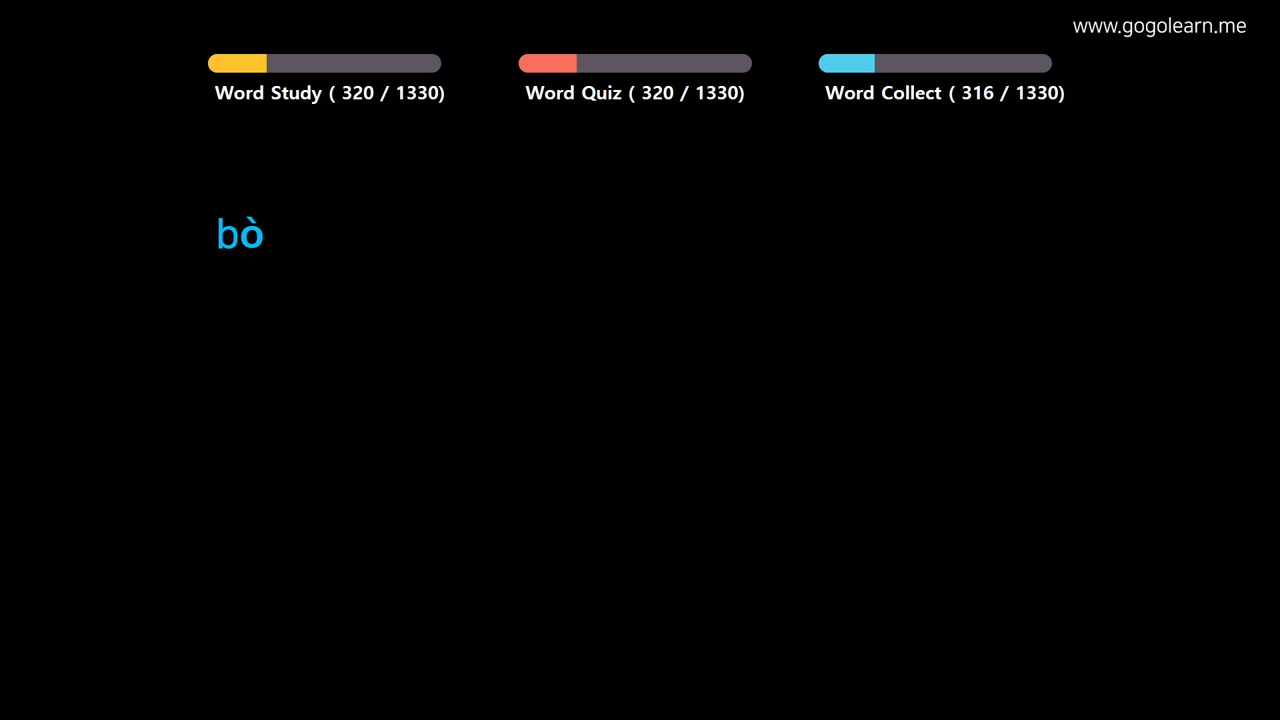 www.gogolearn.me
Word Study ( 320 / 1330)
Word Quiz ( 320 / 1330)
Word Collect ( 316 / 1330)
bò